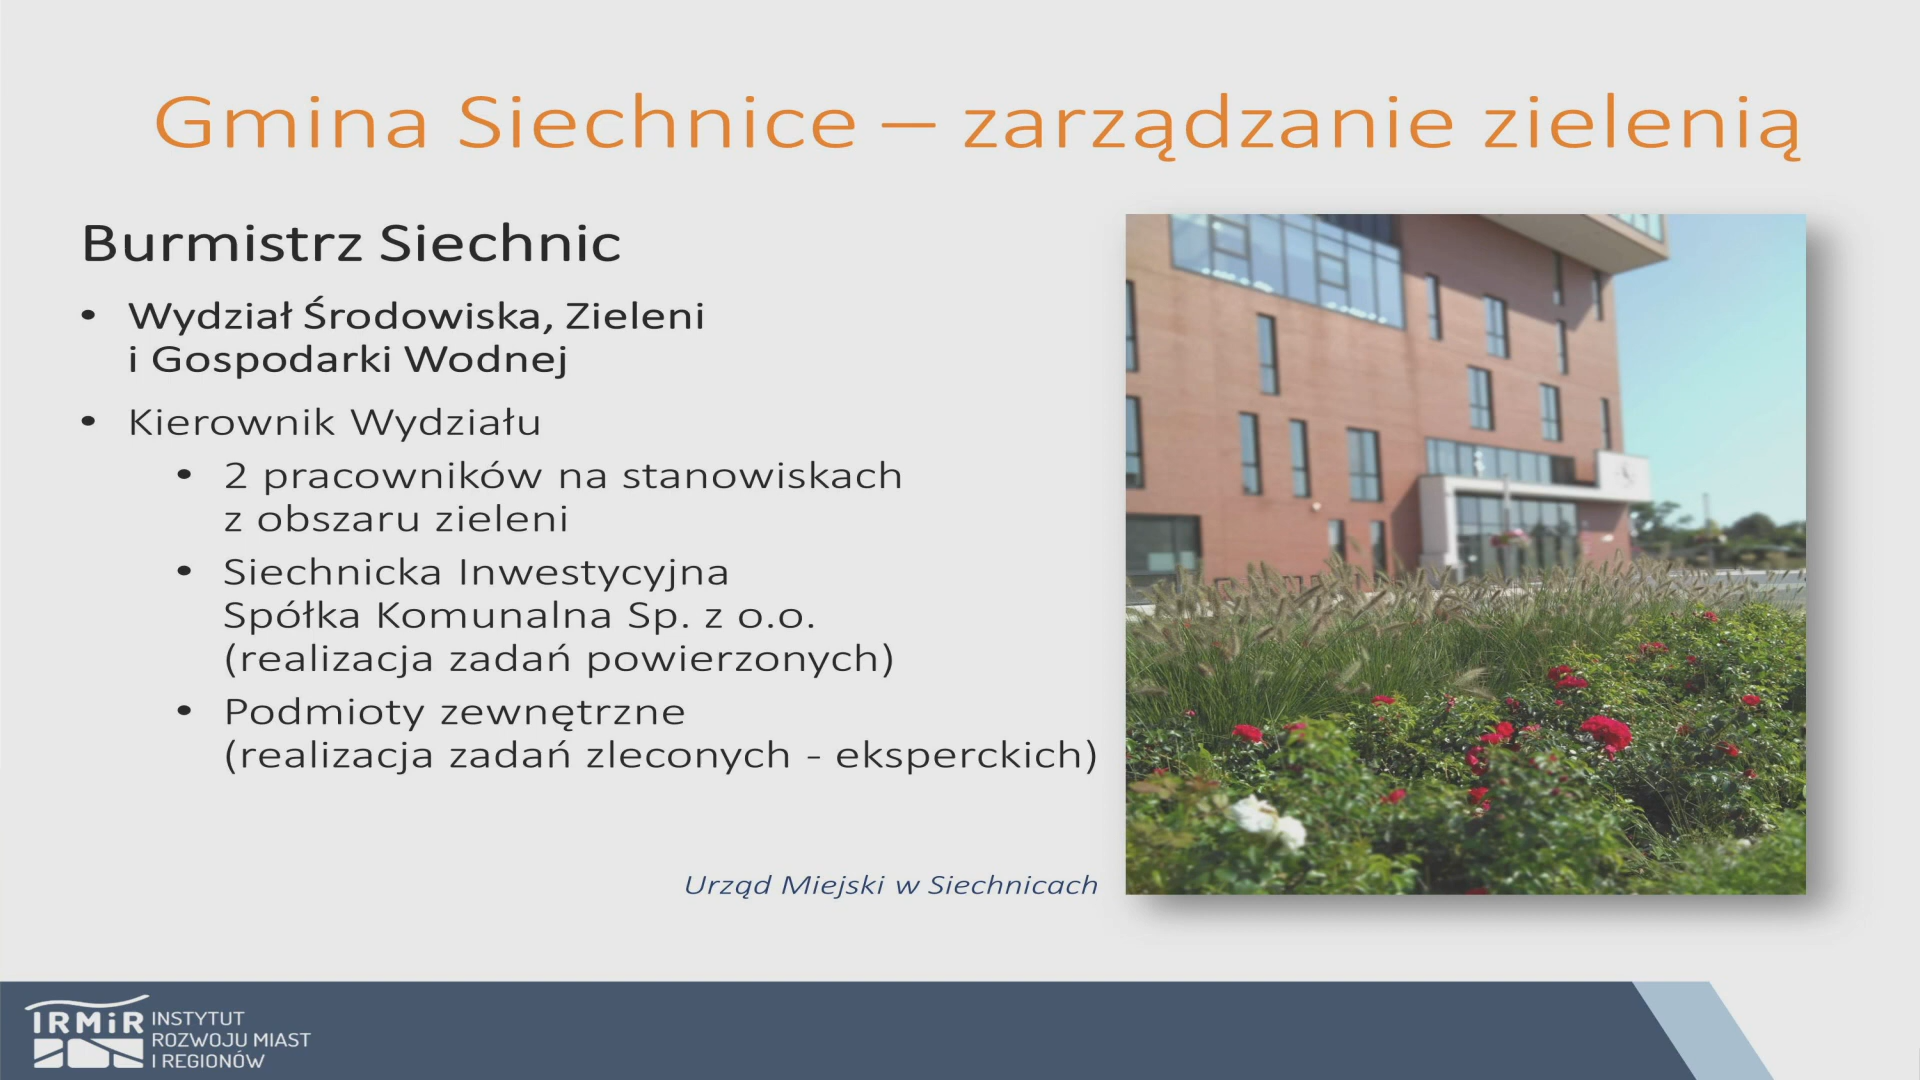 Gmina Siechnice – zarządzanie zielenią
Burmistrz Siechnic
• Wydział Środowiska, Zieleni
i Gospodarki Wodnej
• Kierownik Wydziału
• 2 pracowników na stanowiskach
z obszaru zieleni
• Siechnicka Inwestycyjna
Spółka Komunalna Sp. z o.o.
(realizacja zadań powierzonych)
• Podmioty zewnętrzne
(realizacja zadań zleconych - eksperckich)
Urząd Miejski w Siechnicach
IRMiR
INSTYTUT
ROZWOJU MIAST
I REGIONÓW